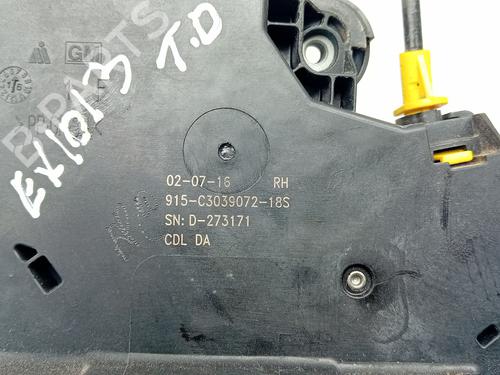 GM
EX1013 T.D
02-07-16 RH
915-C3039072-18S
SN: D-273171
CDL DA